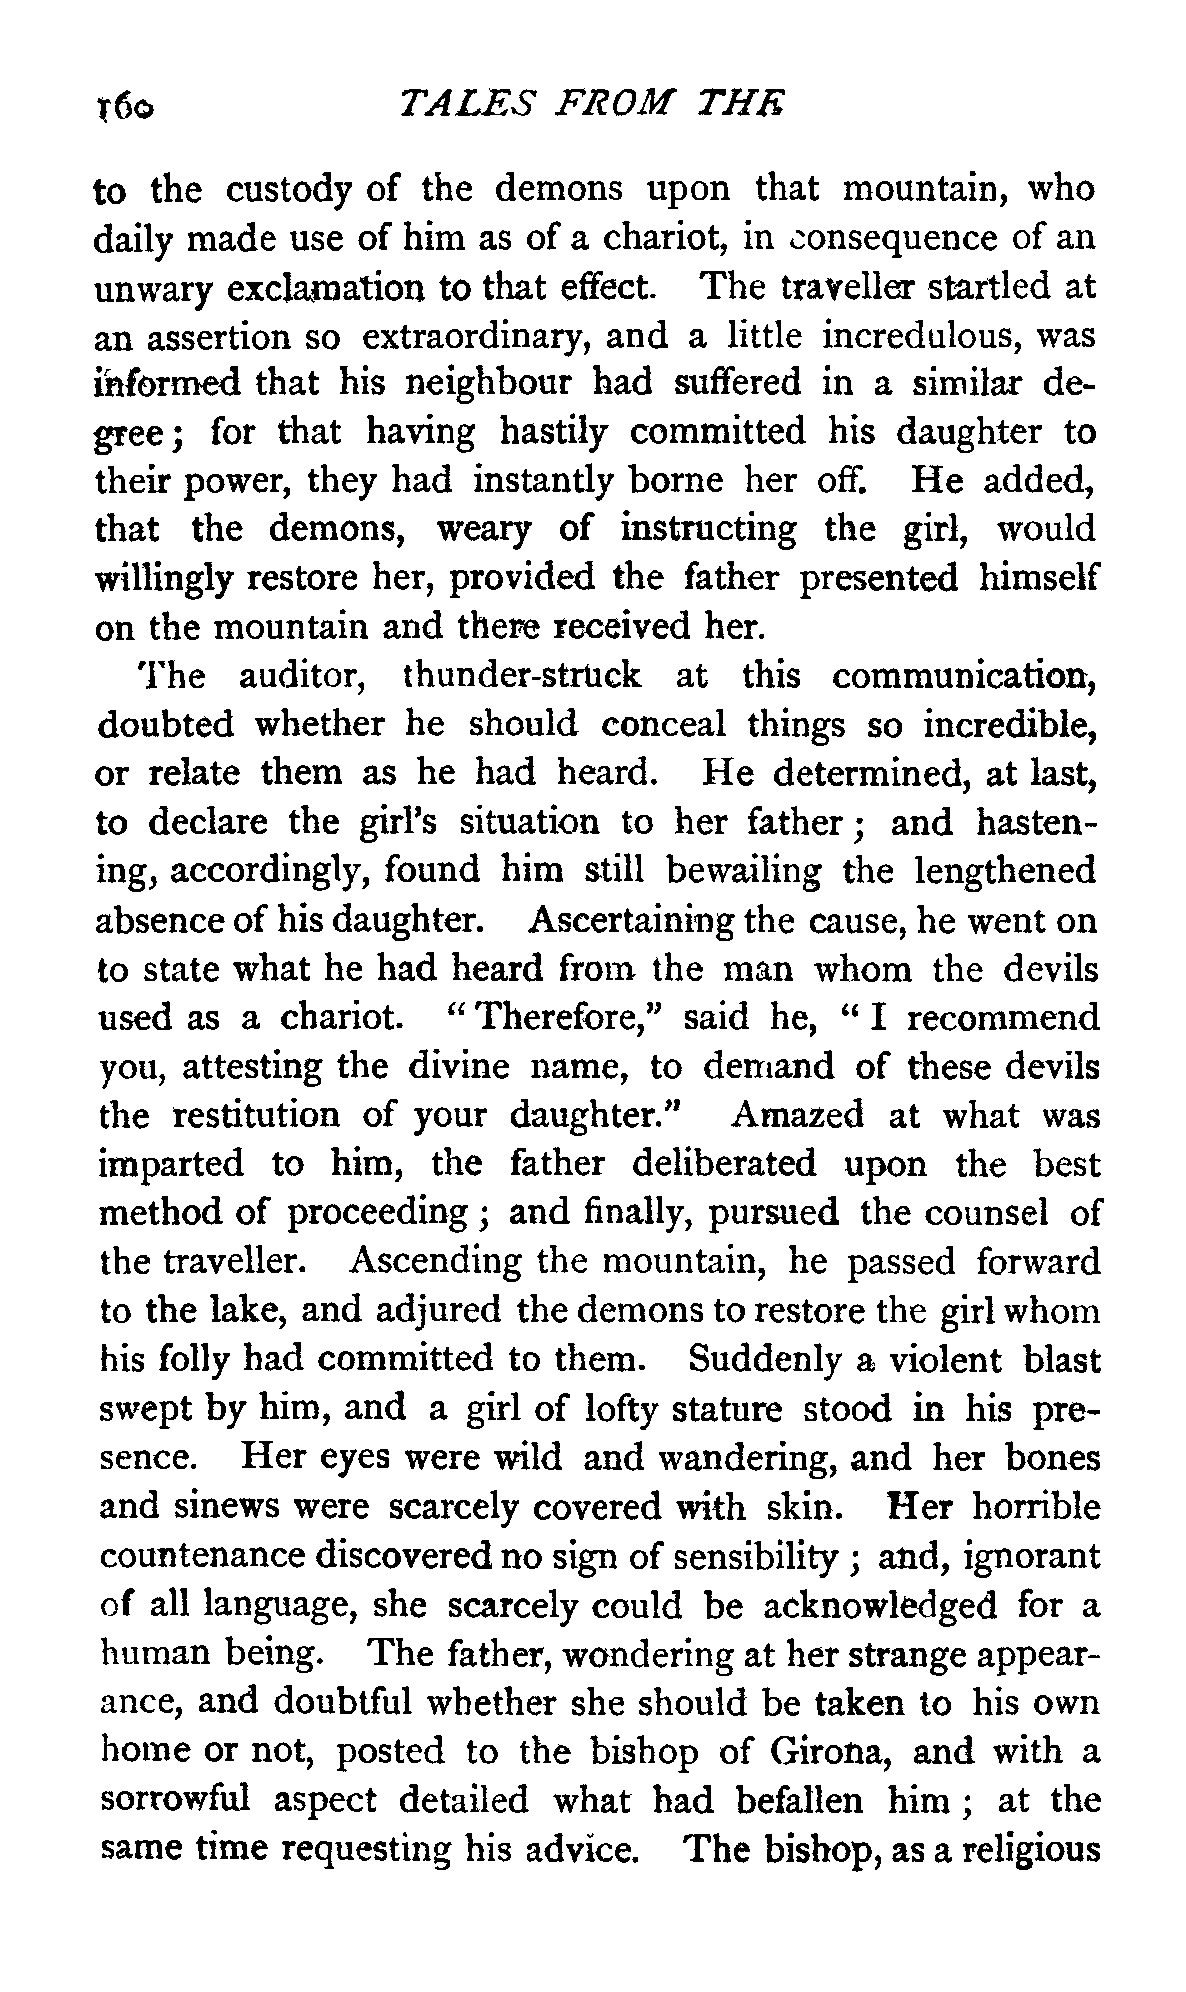 160 TALES FROM THE
to the custody of the demons upon that mountain, who
daily made use of him as of a chariot, in consequence of an
unwary exclamation to that effect. The traveller startled at
an assertion so extraordinary, and a little incredulous, was
informed that his neighbour had suffered in a similar de-
gree; for that having hastily committed his daughter to
their power, they had instantly borne her off. He added,
that the demons, weary of instructing the girl, would
willingly restore her, provided the father presented himself
on the mountain and there received her.
The auditor, thunder-struck at this communication,
doubted whether he should conceal things so incredible,
or relate them as he had heard. He determined, at last,
to declare the girl's situation to her father; and hasten-
ing, accordingly, found him still bewailing the lengthened
absence of his daughter. Ascertaining the cause, he went on
to state what he had heard from the man whom the devils
used as a chariot. "Therefore," said he, "I recommend
you, attesting the divine name, to demand of these devils
the restitution of your daughter." Amazed at what was
imparted to him, the father deliberated upon the best
method of proceeding; and finally, pursued the counsel of
the traveller. Ascending the mountain, he passed forward
to the lake, and adjured the demons to restore the girl whom
his folly had committed to them. Suddenly a violent blast
swept by him, and a girl of lofty stature stood in his pre-
sence. Her eyes were wild and wandering, and her bones
and sinews were scarcely covered with skin. Her horrible
countenance discovered no sign of sensibility; and, ignorant
of all language, she scarcely could be acknowledged for a
human being. The father, wondering at her strange appear-
ance, and doubtful whether she should be taken to his own
home or not, posted to the bishop of Girona, and with a
sorrowful aspect detailed what had befallen him; at the
same time requesting his advice. The bishop, as a religious